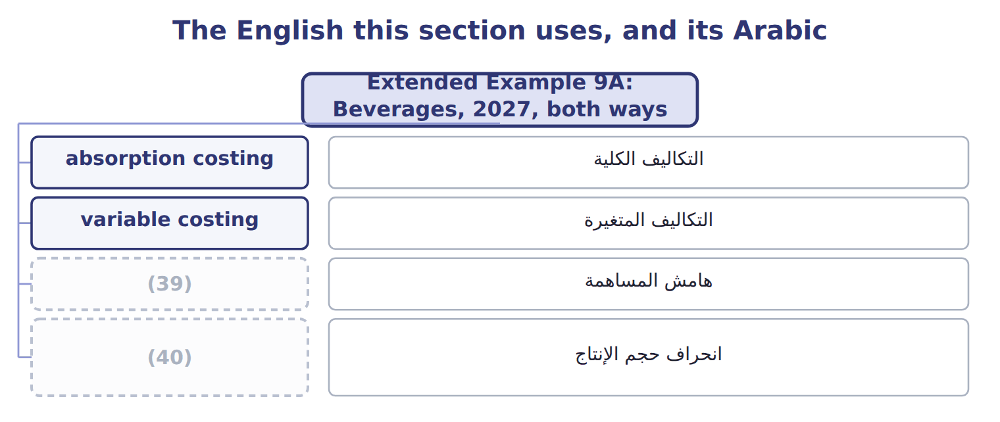 The English this section uses, and its Arabic
Extended Example 9A:
Beverages, 2027, both ways
absorption costing
التكاليف الكلية
variable costing
التكاليف المتغيرة
(39)
هامش المساهمة
(40)
انحراف حجم الإنتاج